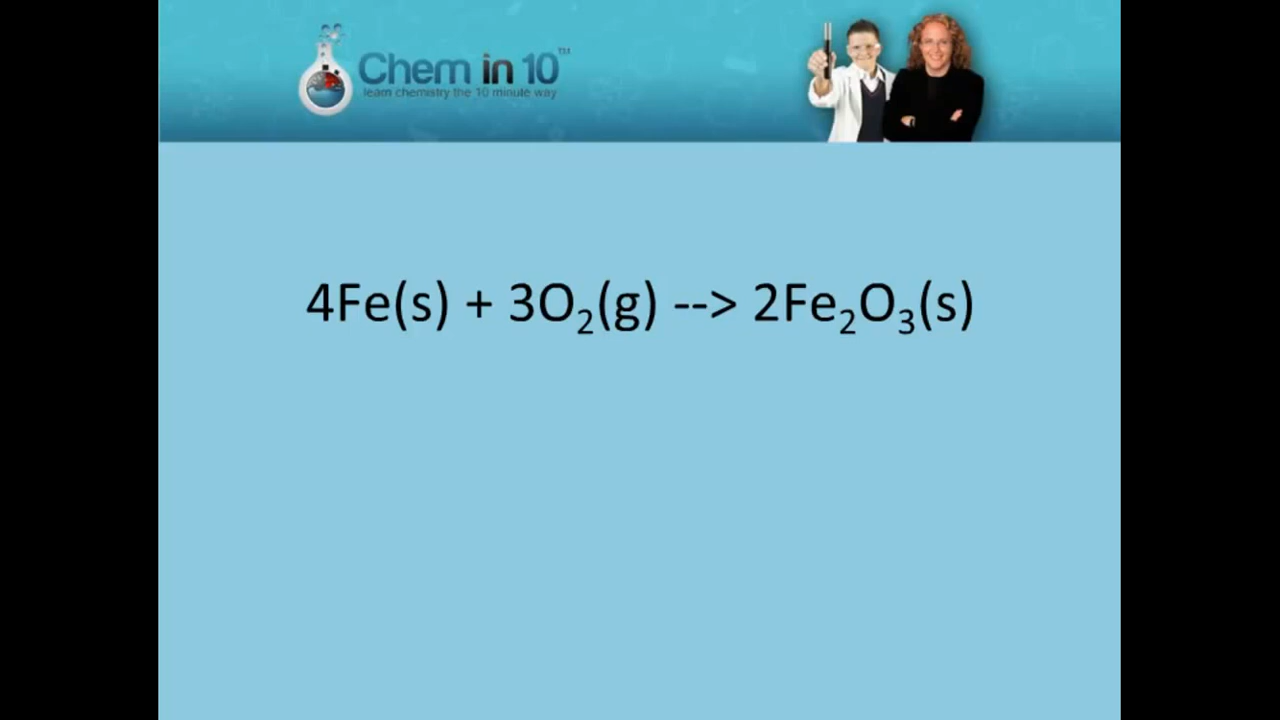 Chem in 10™
learn chemistry the 10 minute way
4Fe(s) + 3O₂(g) --> 2Fe₂O₃(s)